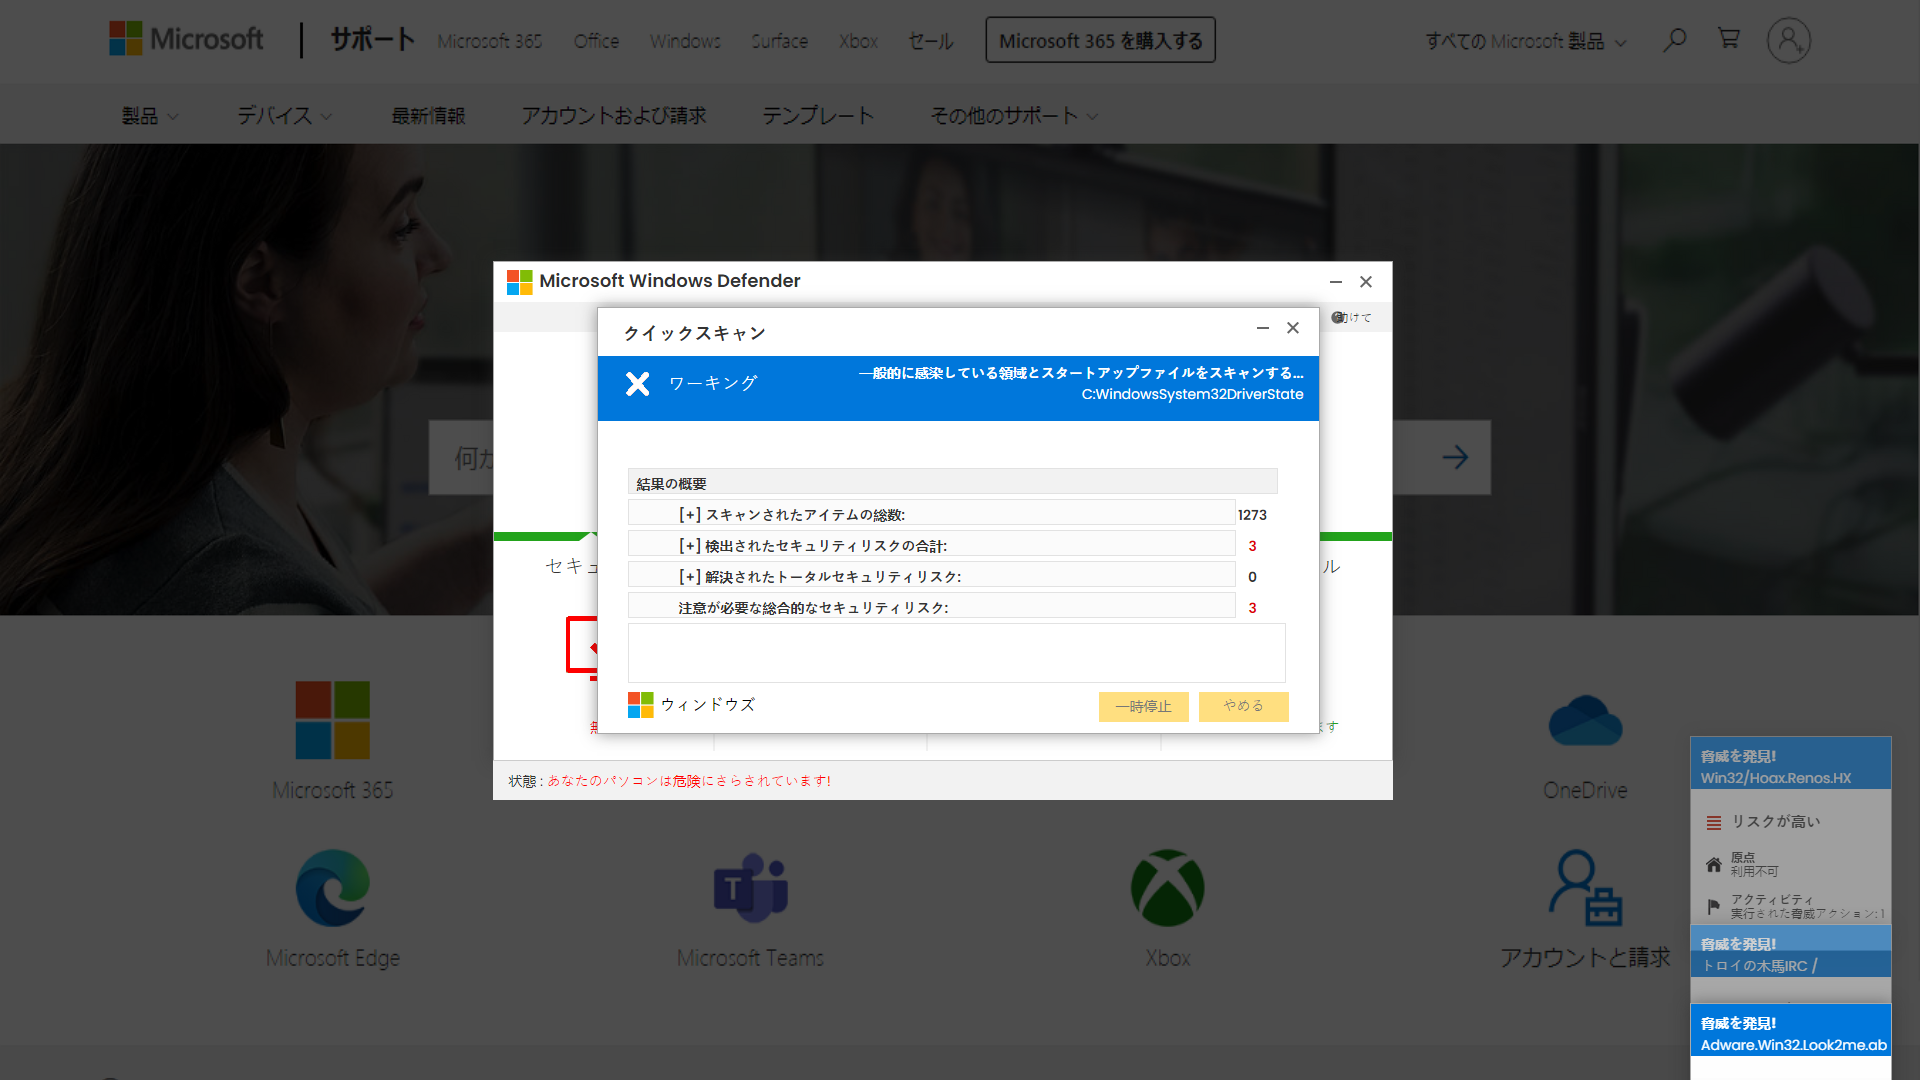 Microsoft
サポート
Microsoft 365
Office
Windows
Surface
Xbox
セール
Microsoft 365 を購入する
すべての Microsoft 製品
製品
デバイス
最新情報
アカウントおよび請求
テンプレート
その他のサポート
Microsoft Windows Defender
けて
クイックスキャン
ワーキング
一般的に感染している領域とスタートアップファイルをスキャンする...
C:WindowsSystem32DriverState
何か
結果の概要
[+] スキャンされたアイテムの総数: 1273
[+] 検出されたセキュリティリスクの合計: 3
[+] 解決されたトータルセキュリティリスク: 0
注意が必要な総合的なセキュリティリスク: 3
セキュ
ル
ウィンドウズ
一時停止
やめる
ます
状態 : あなたのパソコンは危険にさらされています!
Microsoft 365
OneDrive
Microsoft Edge
Microsoft Teams
Xbox
アカウントと請求
脅威を発見!
Win32/Hoax.Renos.HX
リスクが高い
原点
利用不可
アクティビティ
実行された脅威アクション: 1
脅威を発見!
トロイの木馬IRC /
脅威を発見!
Adware.Win32.Look2me.ab